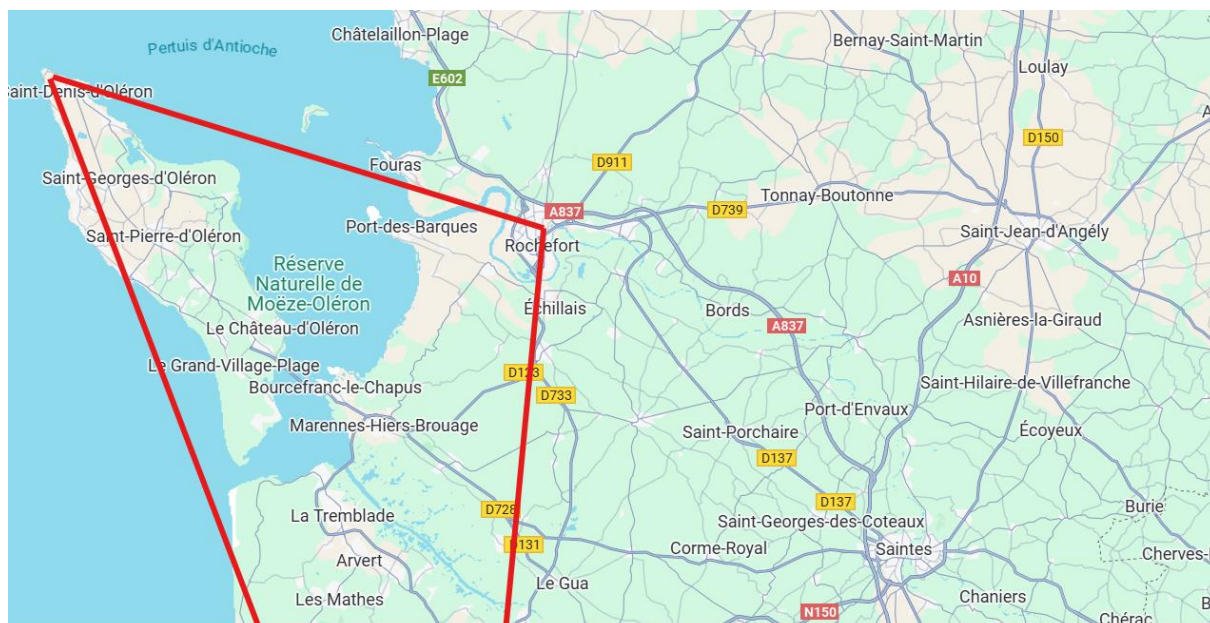 Châtelaillon-Plage
Bernay-Saint-Martin
Pertuis d'Antioche
Loulay
E602
aint-Denis-d'Oléron
D150
D911
Fouras
Saint-Georges-d'Oléron
Tonnay-Boutonne
A837
D739
Port-des-Barques
Saint-Pierre-d'Oléron
Rochefort
Saint-Jean-d'Angély
Réserve
Naturelle de
Moëze-Oléron
A10
Échillais
Bords
Le Château-d'Oléron
A837
Asnières-la-Giraud
Le Grand-Village-Plage
D123
Bourcefranc-le-Chapus
Saint-Hilaire-de-Villefranche
D733
Port-d'Envaux
Marennes-Hiers-Brouage
Saint-Porchaire
Écoyeux
D137
D728
D137
Burie
La Tremblade
Saint-Georges-des-Coteaux
D131
Corme-Royal
Saintes
Cherves-
Arvert
Le Gua
Les Mathes
Chaniers
N150
Chérac